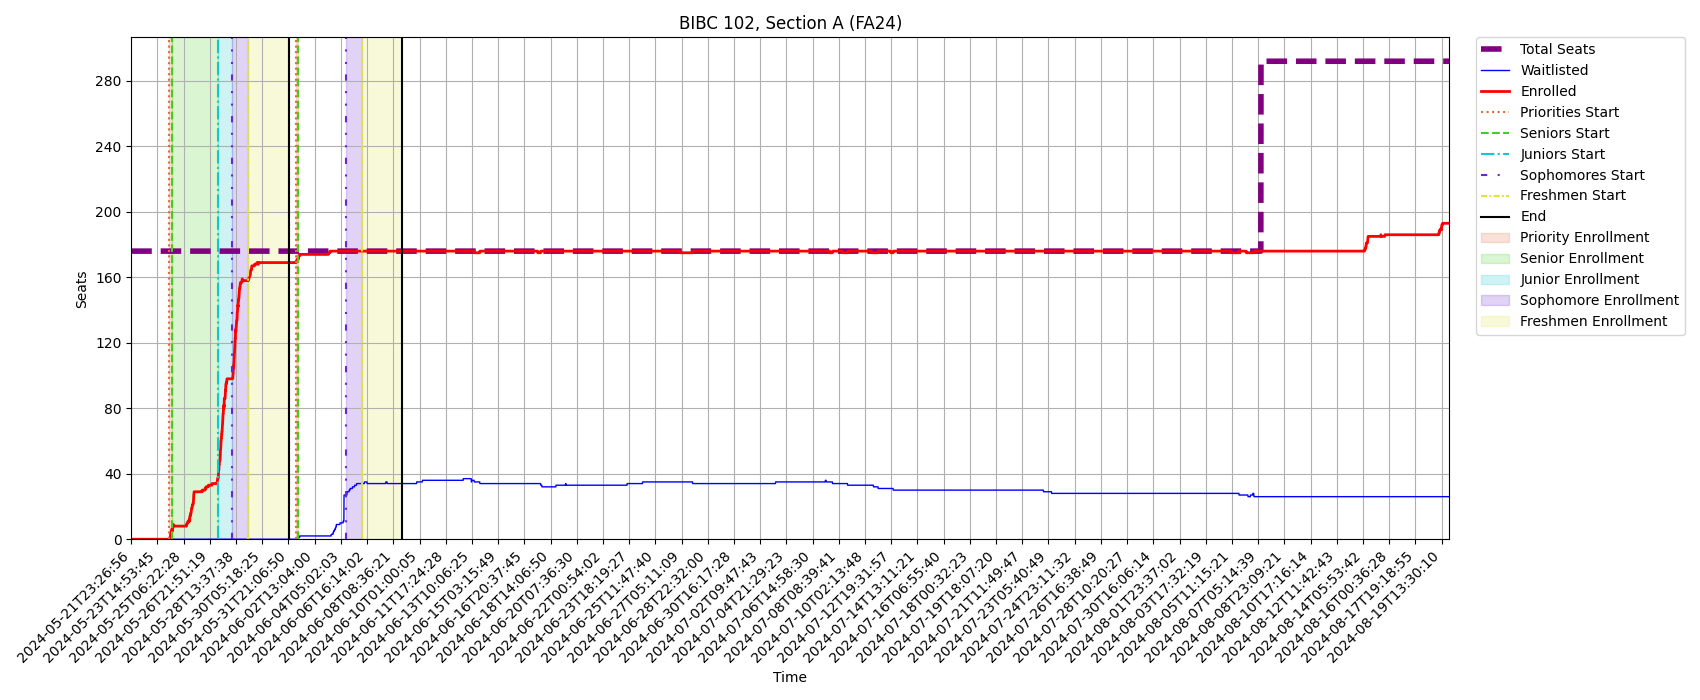 BIBC 102, Section A (FA24)
Total Seats
Waitlisted
Enrolled
Priorities Start
Seniors Start
Juniors Start
Sophomores Start
Freshmen Start
End
Priority Enrollment
Senior Enrollment
Junior Enrollment
Sophomore Enrollment
Freshmen Enrollment
Seats
280
240
200
160
120
80
40
0
2024-05-21T23:26:56
2024-05-23T14:53:45
2024-05-25T06:22:28
2024-05-26T21:51:19
2024-05-28T13:37:38
2024-05-30T05:18:25
2024-05-31T21:06:50
2024-06-02T13:04:00
2024-06-04T05:02:03
2024-06-06T16:14:02
2024-06-08T08:36:21
2024-06-10T01:00:05
2024-06-11T17:24:28
2024-06-13T10:06:25
2024-06-15T03:15:49
2024-06-16T20:37:45
2024-06-18T14:06:50
2024-06-20T07:36:30
2024-06-22T00:54:02
2024-06-23T18:19:27
2024-06-25T11:47:40
2024-06-27T05:11:09
2024-06-28T22:32:00
2024-06-30T16:17:28
2024-07-02T09:47:43
2024-07-04T21:29:23
2024-07-06T14:58:30
2024-07-08T08:39:41
2024-07-10T02:13:48
2024-07-12T19:31:57
2024-07-14T13:11:21
2024-07-16T06:55:40
2024-07-18T00:32:23
2024-07-19T18:07:20
2024-07-21T11:49:47
2024-07-23T05:40:49
2024-07-24T23:11:32
2024-07-26T16:38:49
2024-07-28T10:20:27
2024-07-30T16:06:14
2024-08-01T23:37:02
2024-08-03T17:32:19
2024-08-05T11:15:21
2024-08-07T05:14:39
2024-08-08T23:09:21
2024-08-10T17:16:14
2024-08-12T11:42:43
2024-08-14T05:53:42
2024-08-16T00:36:28
2024-08-17T19:18:55
2024-08-19T13:30:10
Time